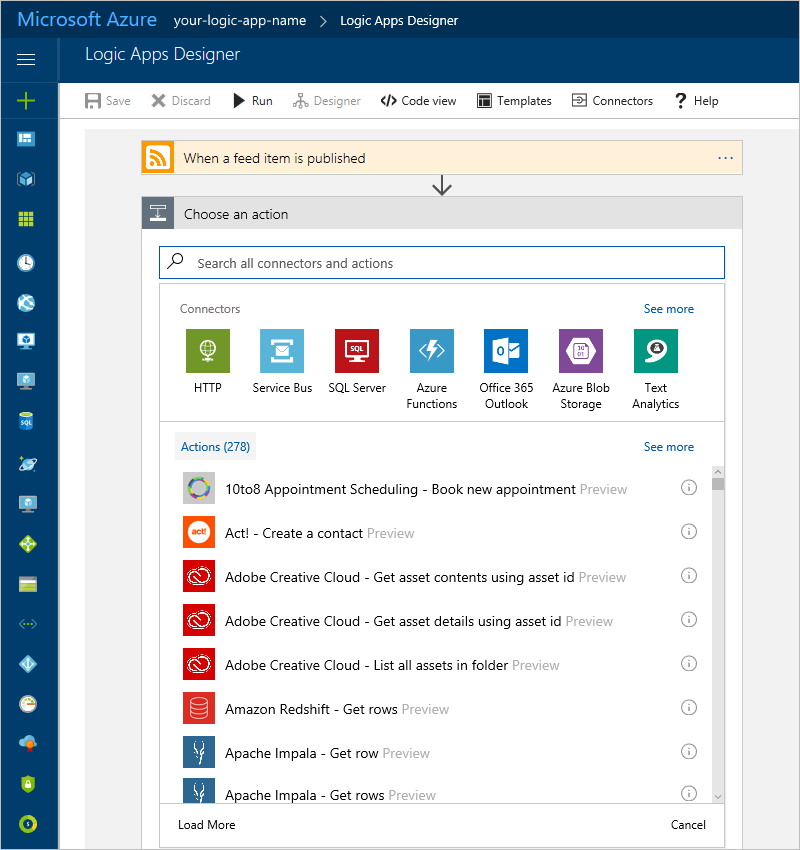 Microsoft Azure your-logic-app-name > Logic Apps Designer
Logic Apps Designer
Save Discard Run Designer </> Code view Templates Connectors ? Help
When a feed item is published ...
Choose an action
Search all connectors and actions
Connectors See more
SQL
HTTP Service Bus SQL Server Azure Functions Office 365 Outlook Azure Blob Storage Text Analytics
Actions (278) See more
10to8 Appointment Scheduling - Book new appointment Preview
act! Act! - Create a contact Preview
Adobe Creative Cloud - Get asset contents using asset id Preview
Adobe Creative Cloud - Get asset details using asset id Preview
SQL
Adobe Creative Cloud - List all assets in folder Preview
Amazon Redshift - Get rows Preview
Apache Impala - Get row Preview
Apache Impala - Get rows Preview
Load More Cancel